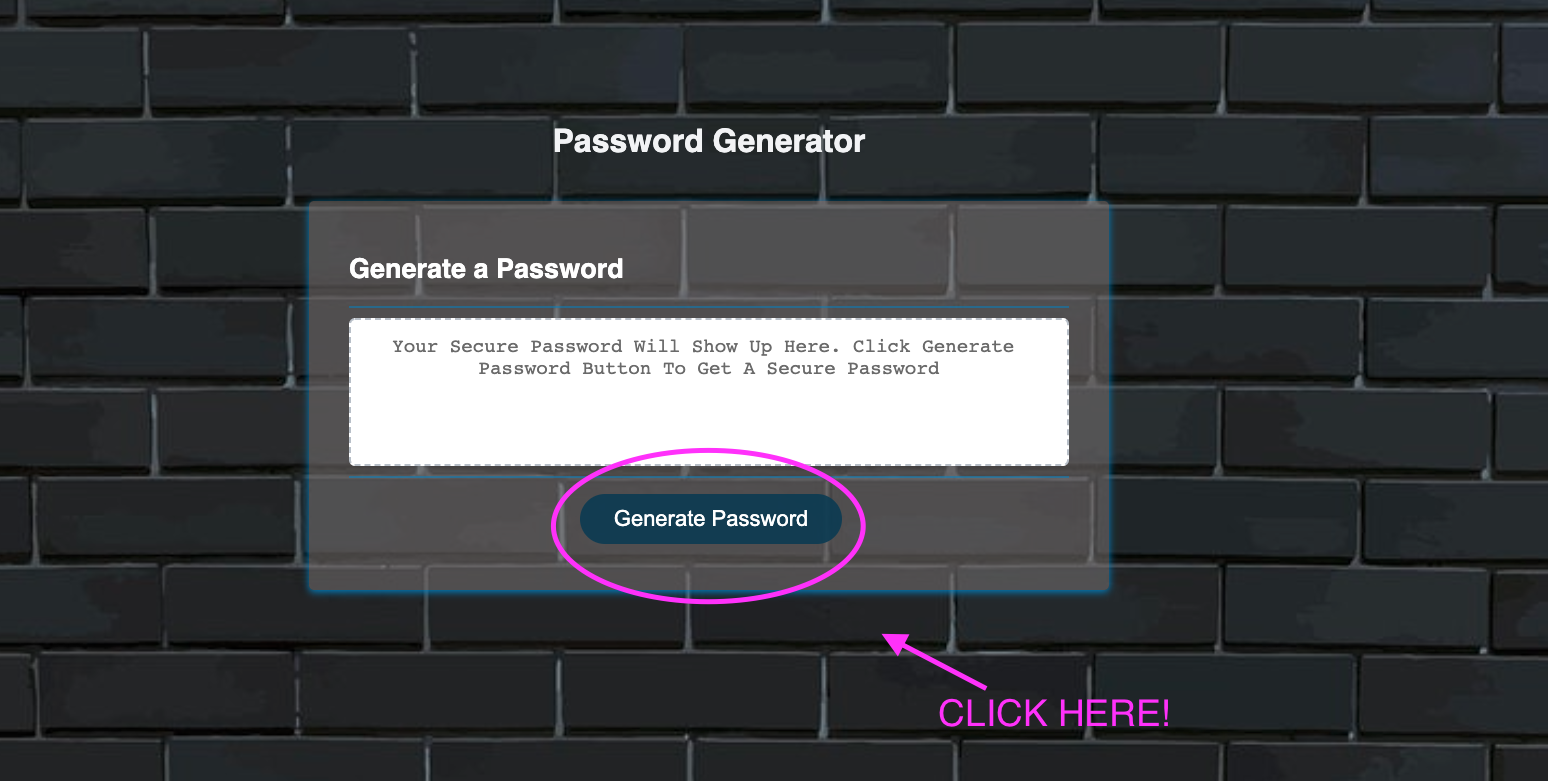 Password Generator
Generate a Password
Your Secure Password Will Show Up Here. Click Generate
Password Button To Get A Secure Password
Generate Password
CLICK HERE!